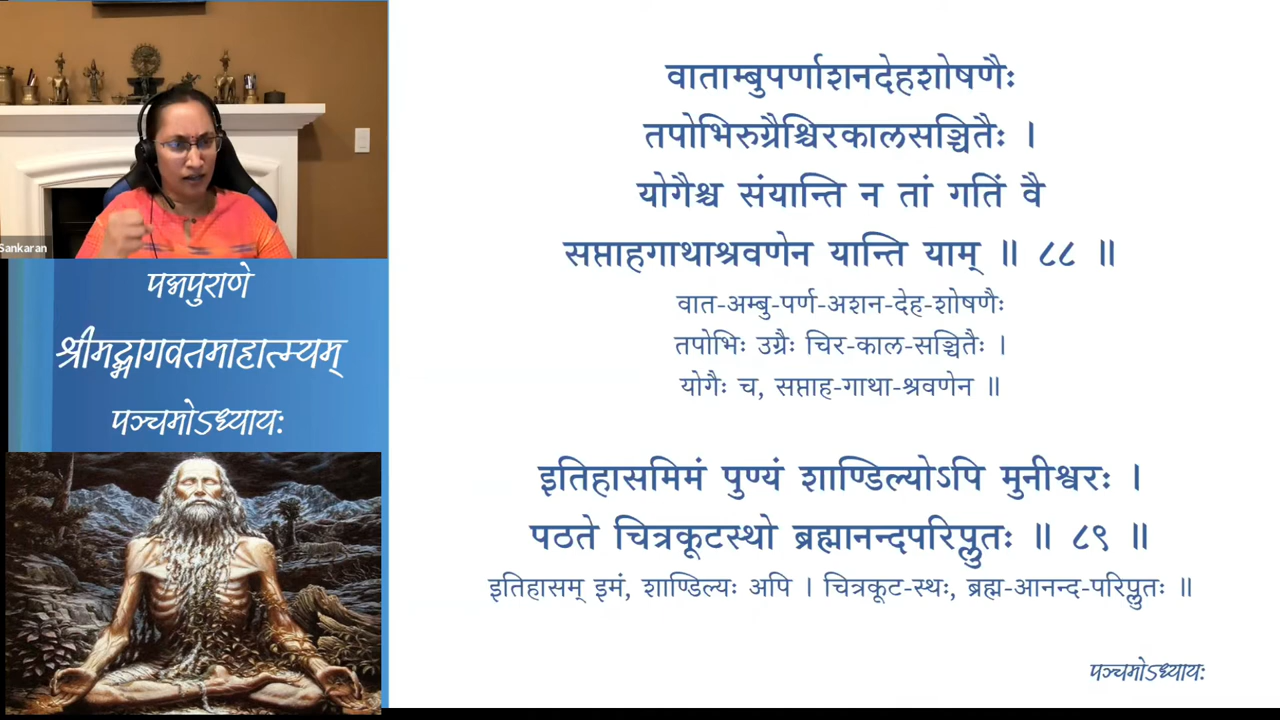 Sankaran
पद्मपुराणे
श्रीमद्भागवतमाहात्म्यम्
पञ्चमोऽध्यायः
वाताम्बुपर्णाशनदेहशोषणैः
तपोभिरुग्रैश्चिरकालसञ्चितैः ।
योगैश्च संयान्ति न तां गतिं वै
सप्ताहगाथाश्रवणेन यान्ति याम् ॥ ८८ ॥
वात-अम्बु-पर्ण-अशन-देह-शोषणैः
तपोभिः उग्रैः चिर-काल-सञ्चितैः ।
योगैः च, सप्ताह-गाथा-श्रवणेन ॥
इतिहासमिमं पुण्यं शाण्डिल्योऽपि मुनीश्वरः ।
पठते चित्रकूटस्थो ब्रह्मानन्दपरिप्लुतः ॥ ८९ ॥
इतिहासम् इमं, शाण्डिल्यः अपि । चित्रकूट-स्थः, ब्रह्म-आनन्द-परिप्लुतः ॥
पञ्चमोऽध्यायः